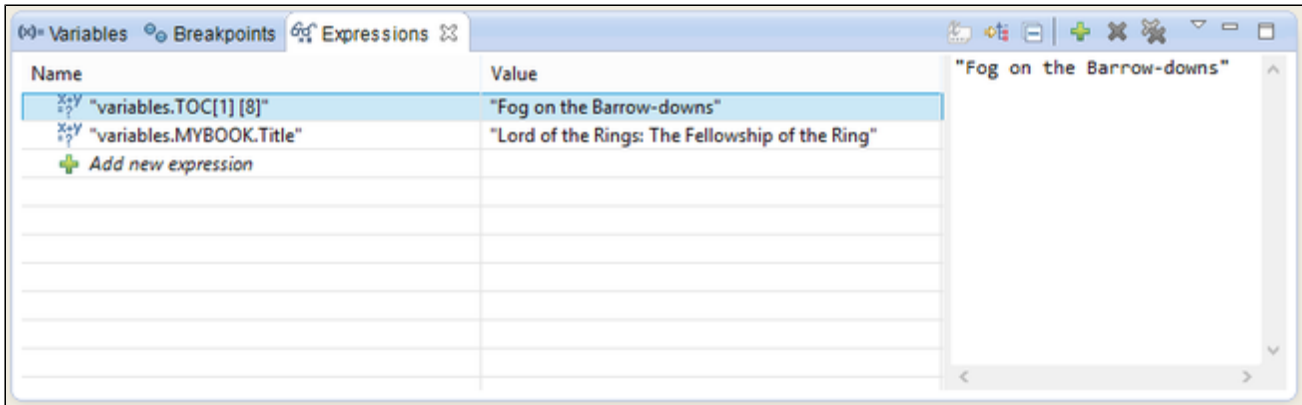 (x)= Variables Breakpoints Expressions
Name Value
"variables.TOC[1] [8]" "Fog on the Barrow-downs"
"variables.MYBOOK.Title" "Lord of the Rings: The Fellowship of the Ring"
Add new expression
"Fog on the Barrow-downs"